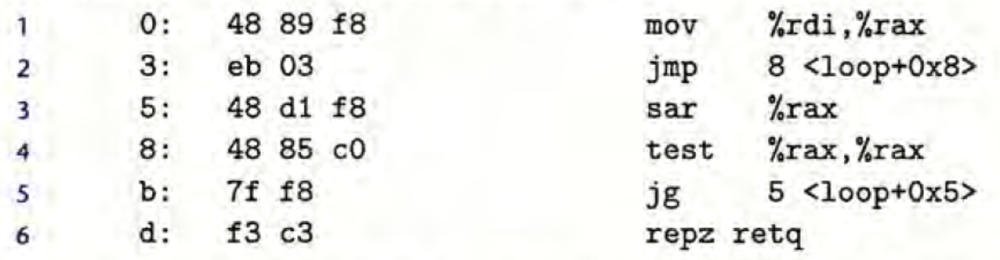 1 0: 48 89 f8 mov %rdi,%rax
2 3: eb 03 jmp 8 <loop+0x8>
3 5: 48 d1 f8 sar %rax
4 8: 48 85 c0 test %rax,%rax
5 b: 7f f8 jg 5 <loop+0x5>
6 d: f3 c3 repz retq